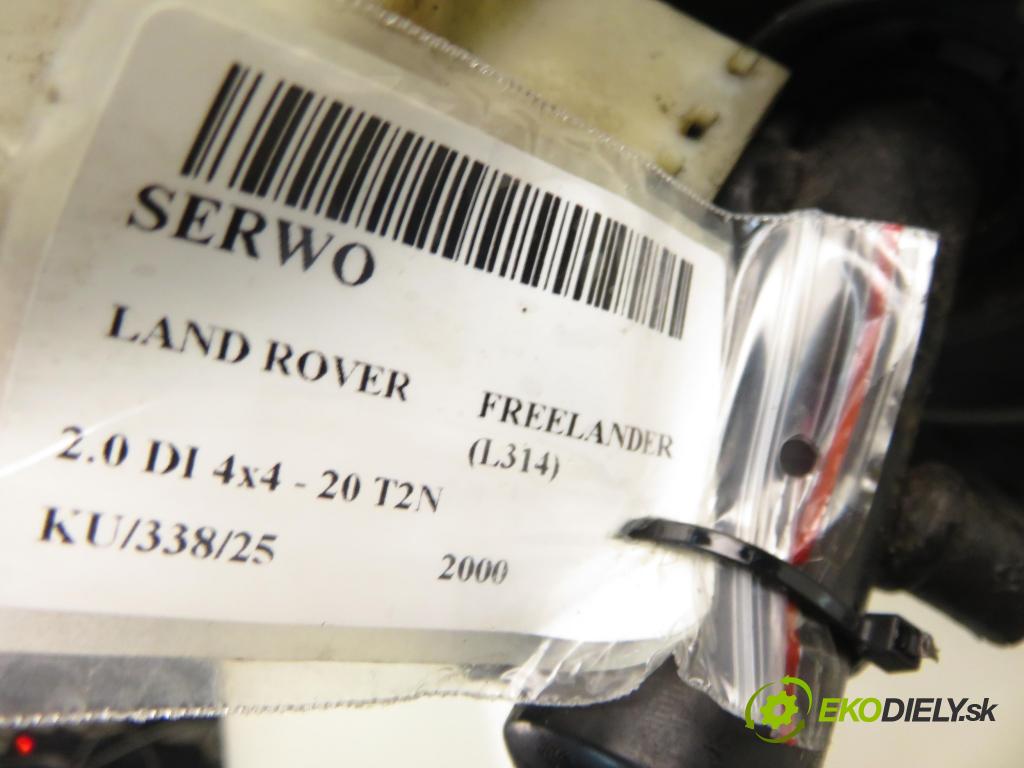 SERWO
LAND ROVER
FREELANDER
(L314)
2.0 DI 4x4 - 20 T2N
KU/338/25
2000
EKODIELY.sk